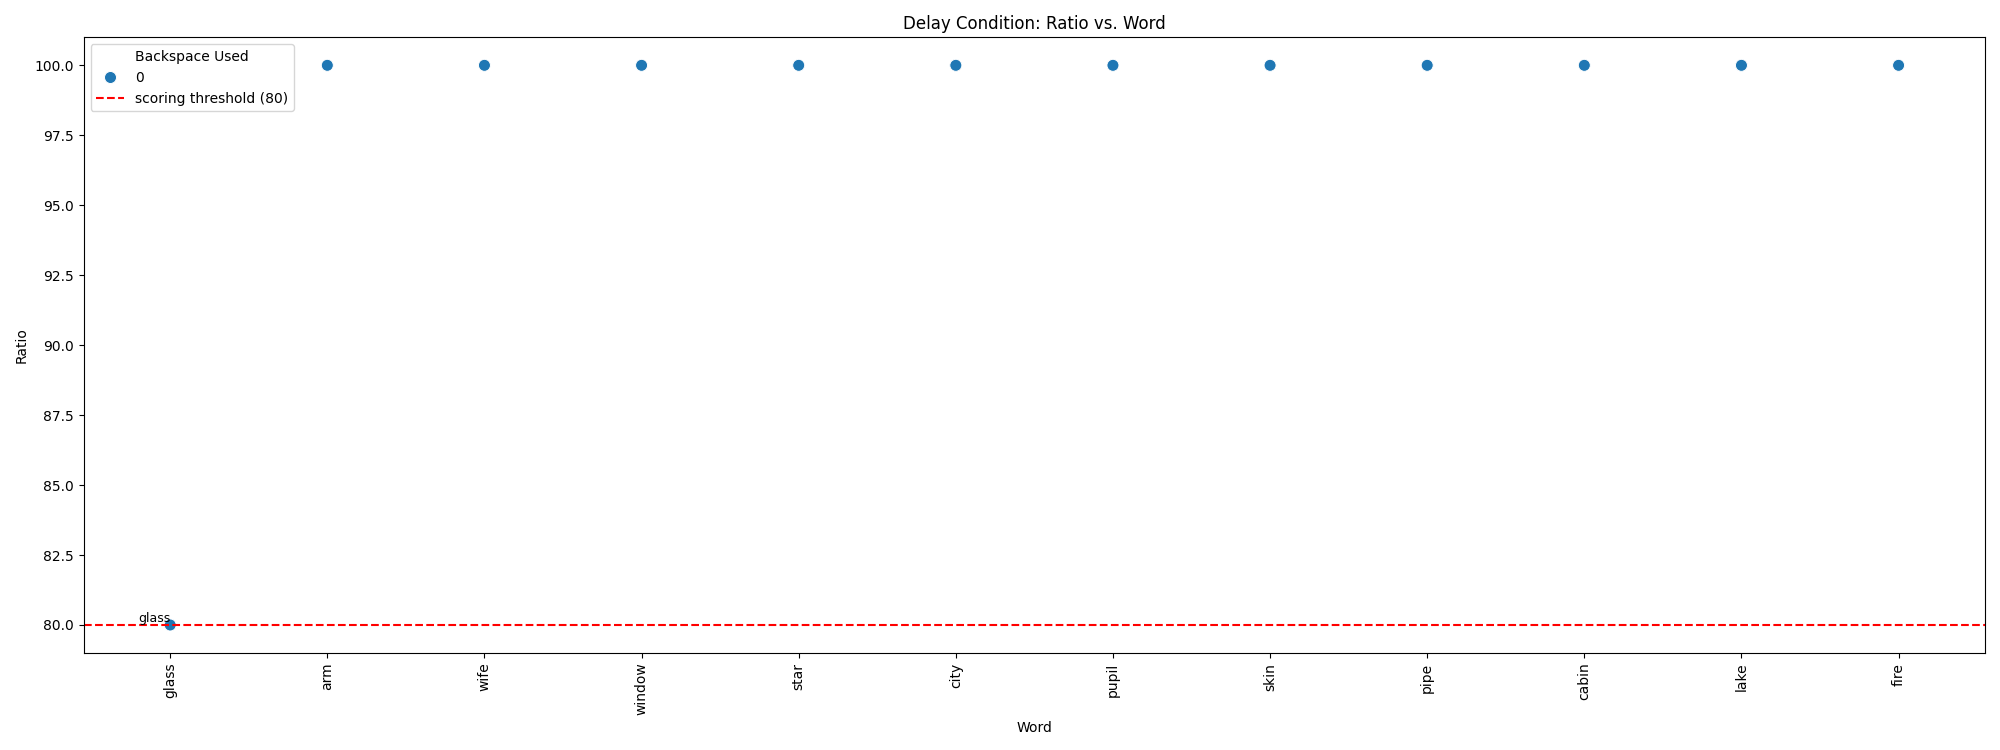 Delay Condition: Ratio vs. Word
Backspace Used
0
scoring threshold (80)
100.0
97.5
95.0
92.5
90.0
87.5
85.0
82.5
80.0
Ratio
glass
glass
arm
wife
window
star
city
pupil
skin
pipe
cabin
lake
fire
Word